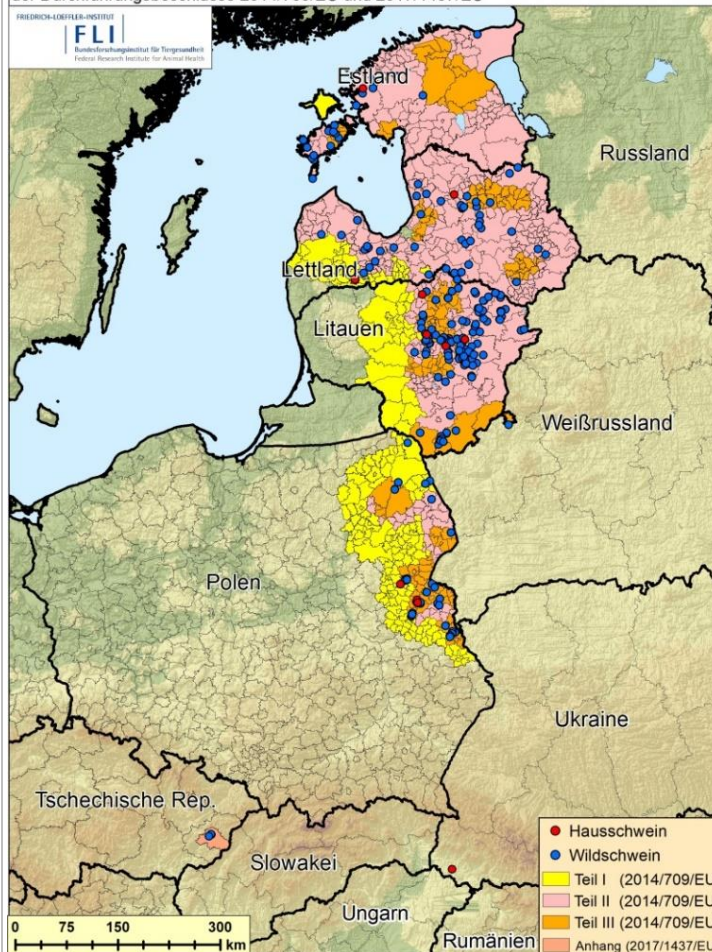 FRIEDRICH-LOEFFLER-INSTITUT
FLI
Bundesforschungsinstitut für Tiergesundheit
Federal Research Institute for Animal Health
Estland
Russland
Lettland
Litauen
Weißrussland
Polen
Ukraine
Tschechische Rep.
Slowakei
Ungarn
Rumänien
Hausschwein
Wildschwein
Teil I (2014/709/EU
Teil II (2014/709/EU
Teil III (2014/709/EU
Anhang (2017/1437/EU
0 75 150 300
km